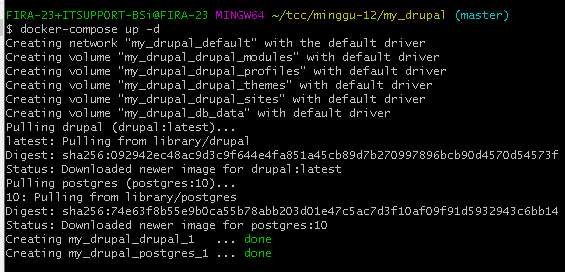 FIRA-23+ITSUPPORT-BSi@FIRA-23 MINGW64 ~/tcc/minggu-12/my_drupal (master)
$ docker-compose up -d
Creating network "my_drupal_default" with the default driver
Creating volume "my_drupal_drupal_modules" with default driver
Creating volume "my_drupal_drupal_profiles" with default driver
Creating volume "my_drupal_drupal_themes" with default driver
Creating volume "my_drupal_drupal_sites" with default driver
Creating volume "my_drupal_db_data" with default driver
Pulling drupal (drupal:latest)...
latest: Pulling from library/drupal
Digest: sha256:092942ec48ac9d3c9f644e4fa851a45cb89d7b270997896bcb90d4570d54573f
Status: Downloaded newer image for drupal:latest
Pulling postgres (postgres:10)...
10: Pulling from library/postgres
Digest: sha256:74e63f8b55e9b0ca55b78abb203d01e47c5ac7d3f10af09f91d5932943c6bb14
Status: Downloaded newer image for postgres:10
Creating my_drupal_drupal_1   ... done
Creating my_drupal_postgres_1 ... done